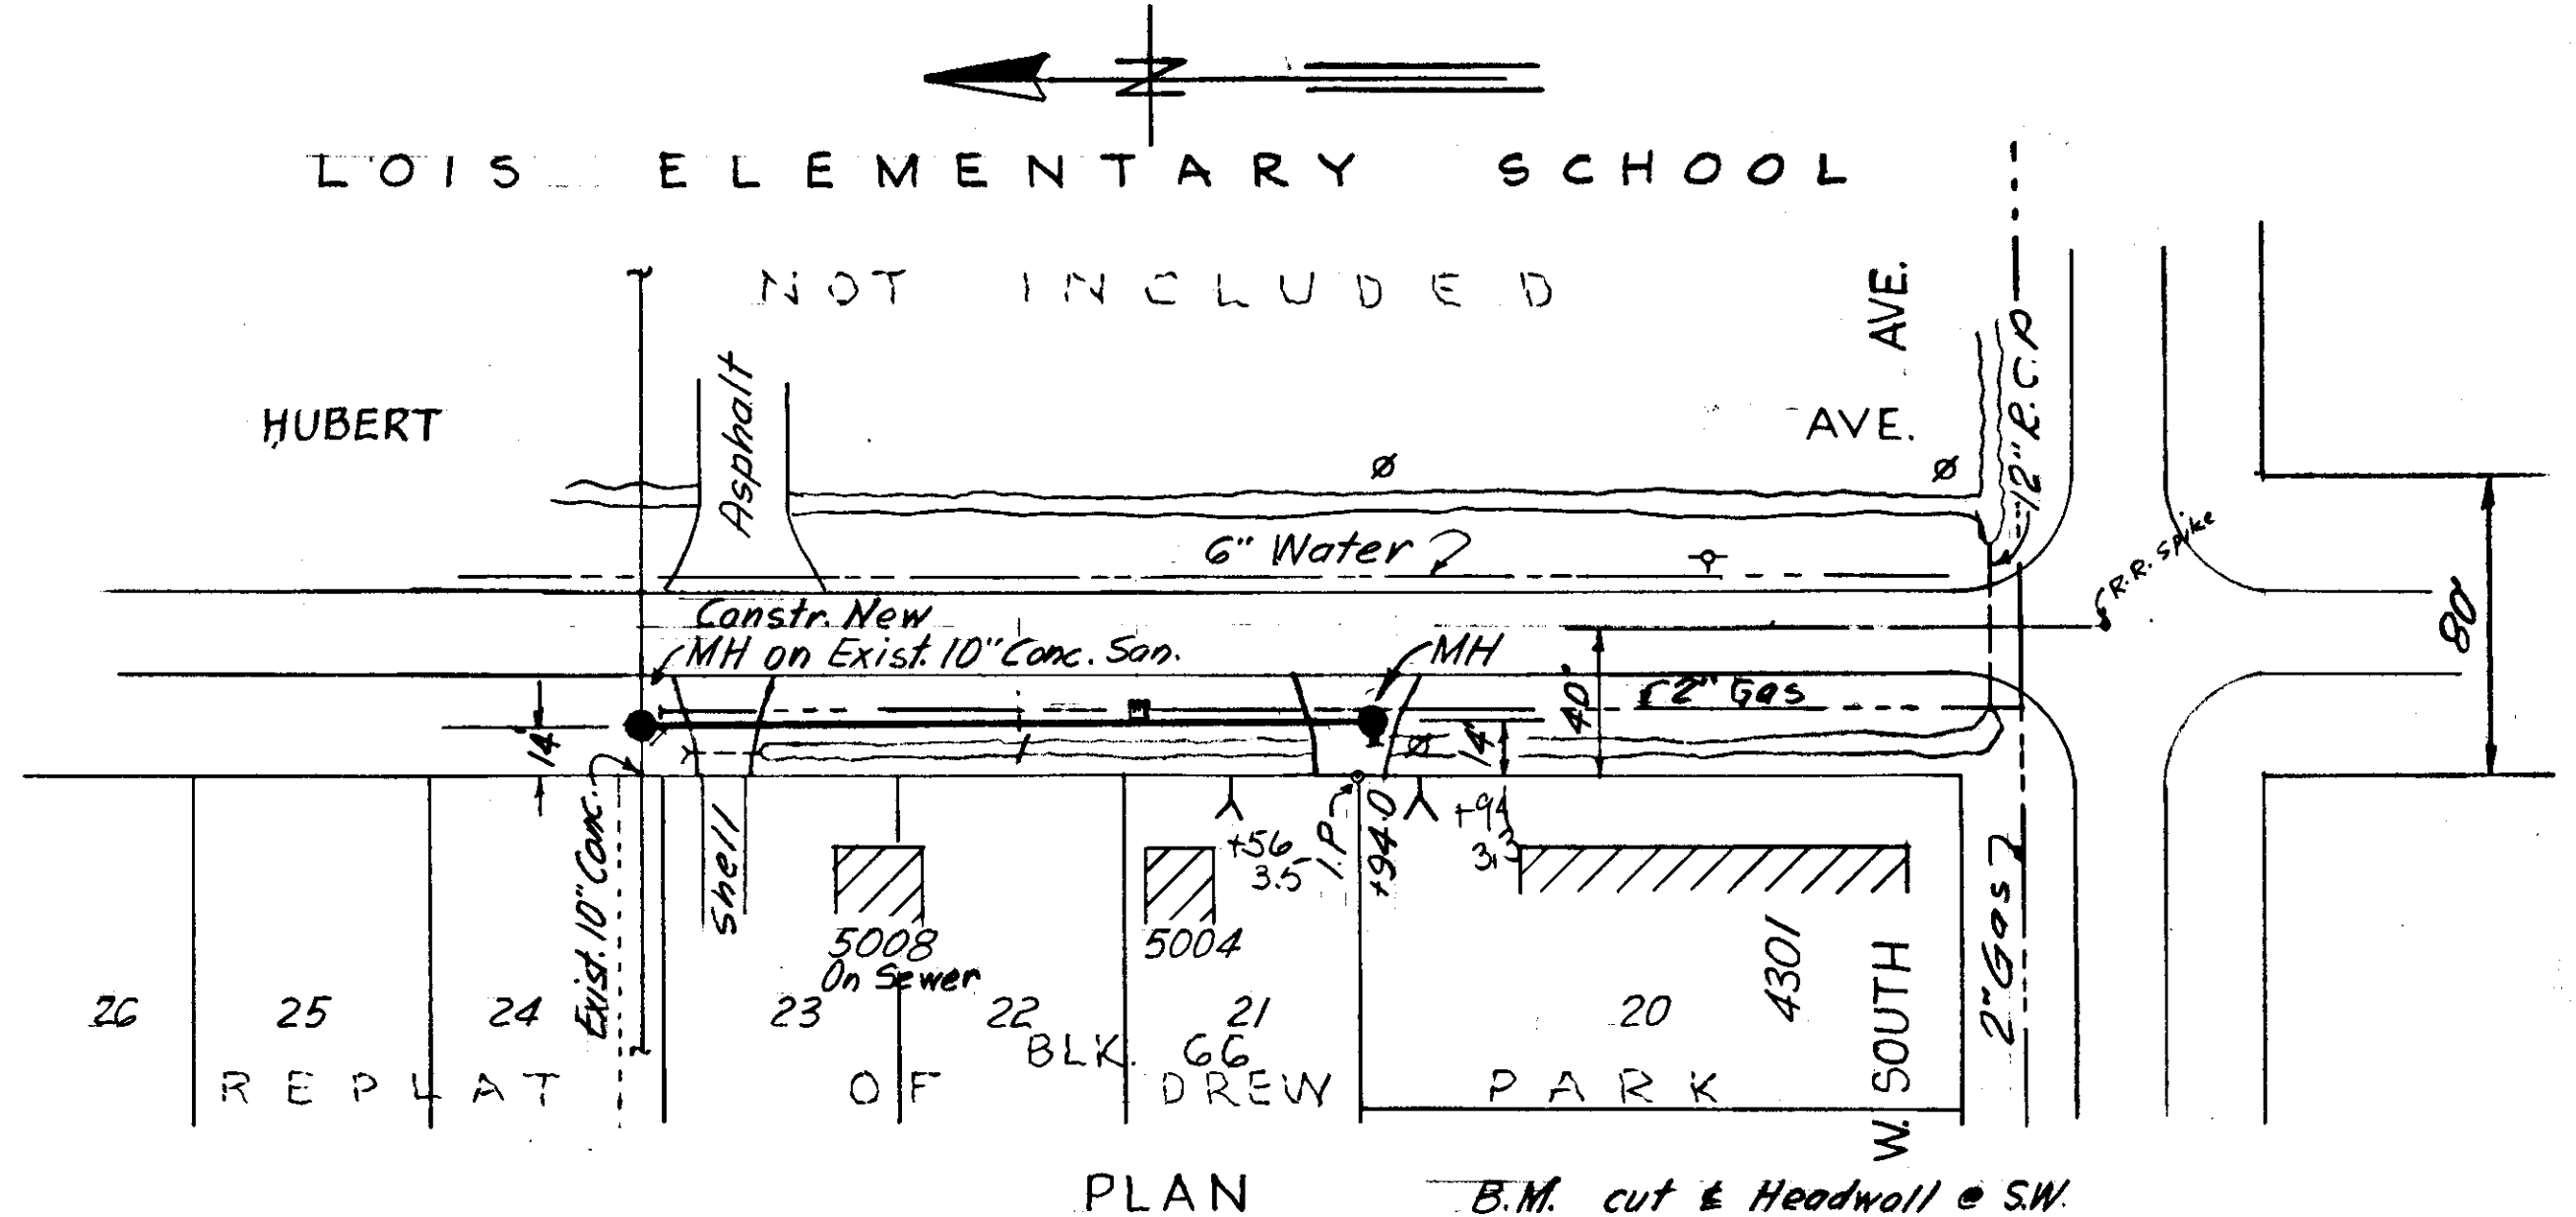 N
LOIS ELEMENTARY SCHOOL
NOT INCLUDED
AVE.
HUBERT
AVE.
Asphalt
12" R.C.P
6" Water
R.R. Spike
80'
Constr. New
MH on Exist. 10" Conc. San.
MH
2" Gas
40'
14'
14'
Exist. 10" Conc.
Shell
I.P.
+94.0
+56
3.5
+94
5008
On Sewer
5004
4301
2" Gas
W. SOUTH
26 25 24 23 22 21 20
BLK. 66
REPLAT OF DREW PARK
PLAN
B.M. cut ⅊ Headwall @ S.W.